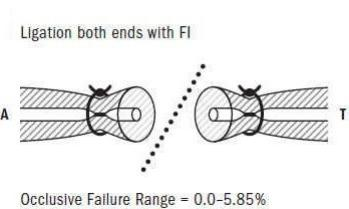 Ligation both ends with FI
A
T
Occlusive Failure Range = 0.0–5.85%